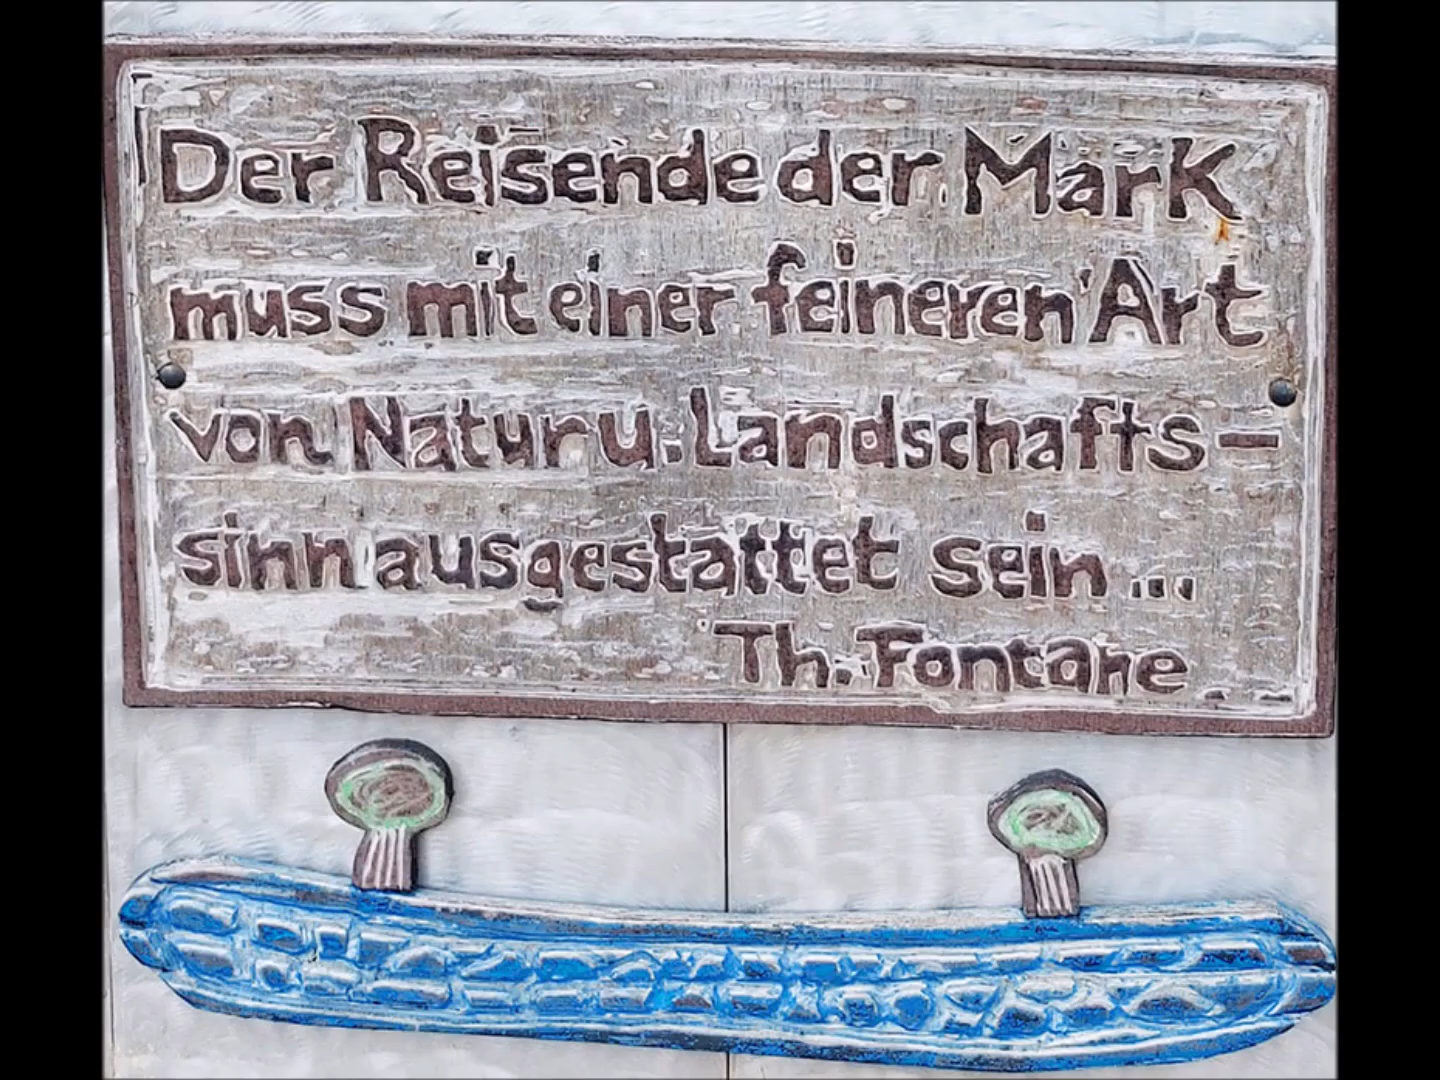 Der Reisende der Mark
muss mit einer feineren Art
von Natur u. Landschafts-
sinn ausgestattet sein ...
Th. Fontane